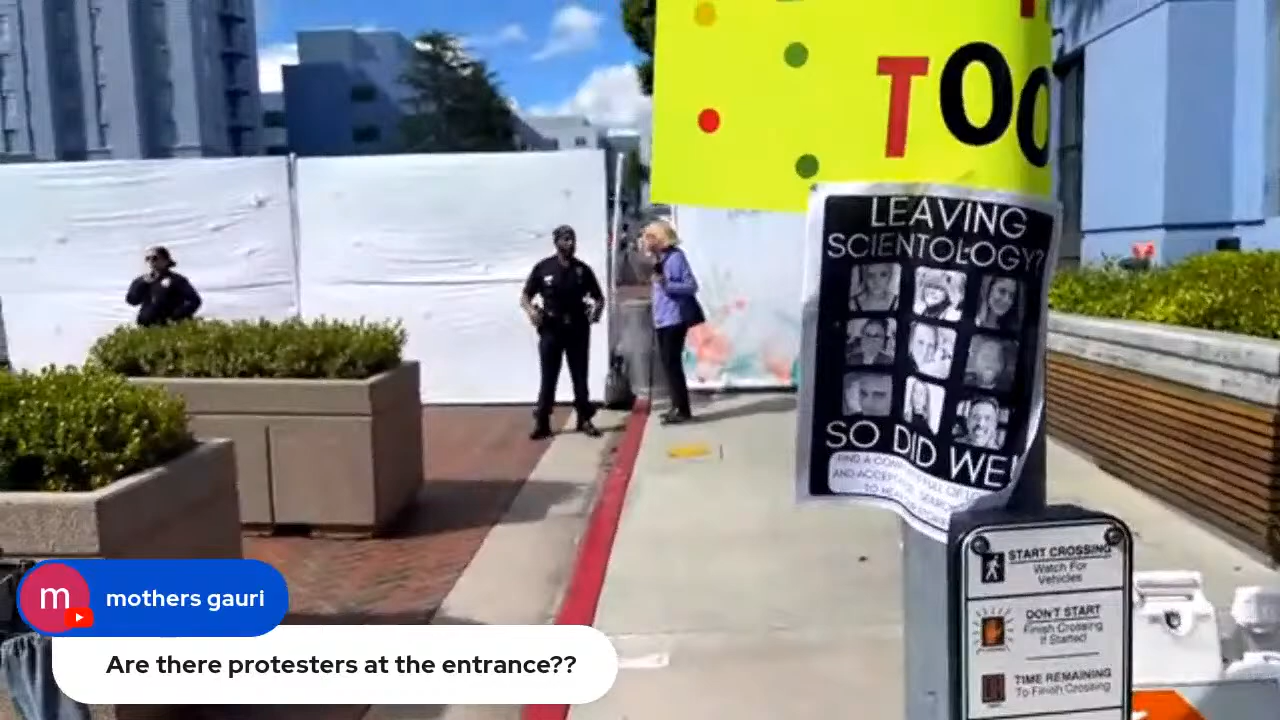 TOO
LEAVING
SCIENTOLOGY?
SO DID WE!
START CROSSING
Watch For
Vehicles
DON'T START
Finish Crossing
If Started
TIME REMAINING
To Finish Crossing
m
mothers gauri
Are there protesters at the entrance??